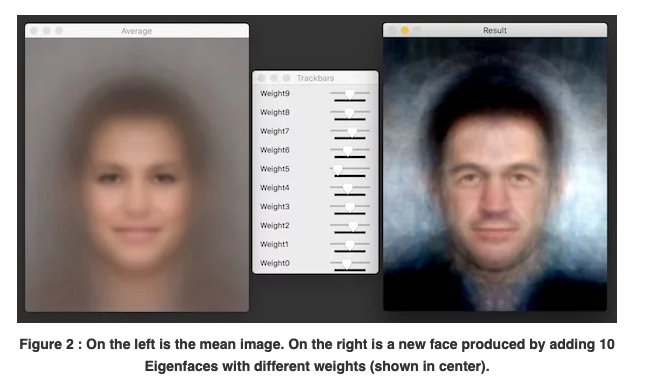 Average
Trackbars
Weight9
Weight8
Weight7
Weight6
Weight5
Weight4
Weight3
Weight2
Weight1
Weight0
Result
Figure 2 : On the left is the mean image. On the right is a new face produced by adding 10
Eigenfaces with different weights (shown in center).